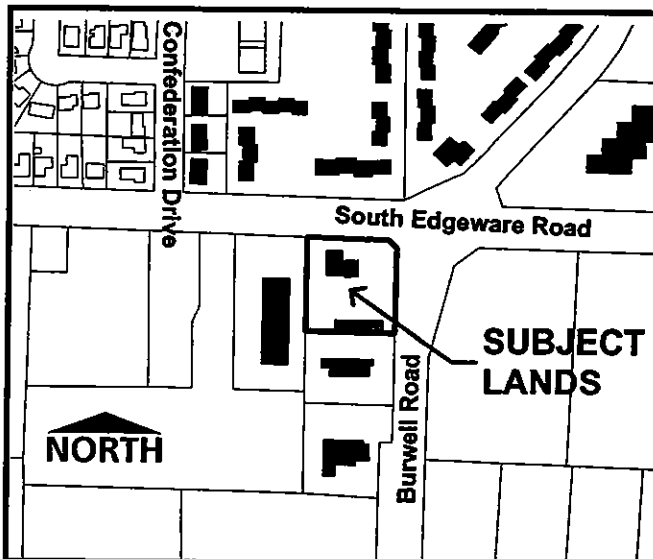 Confederation Drive
South Edgeware Road
SUBJECT
LANDS
Burwell Road
NORTH